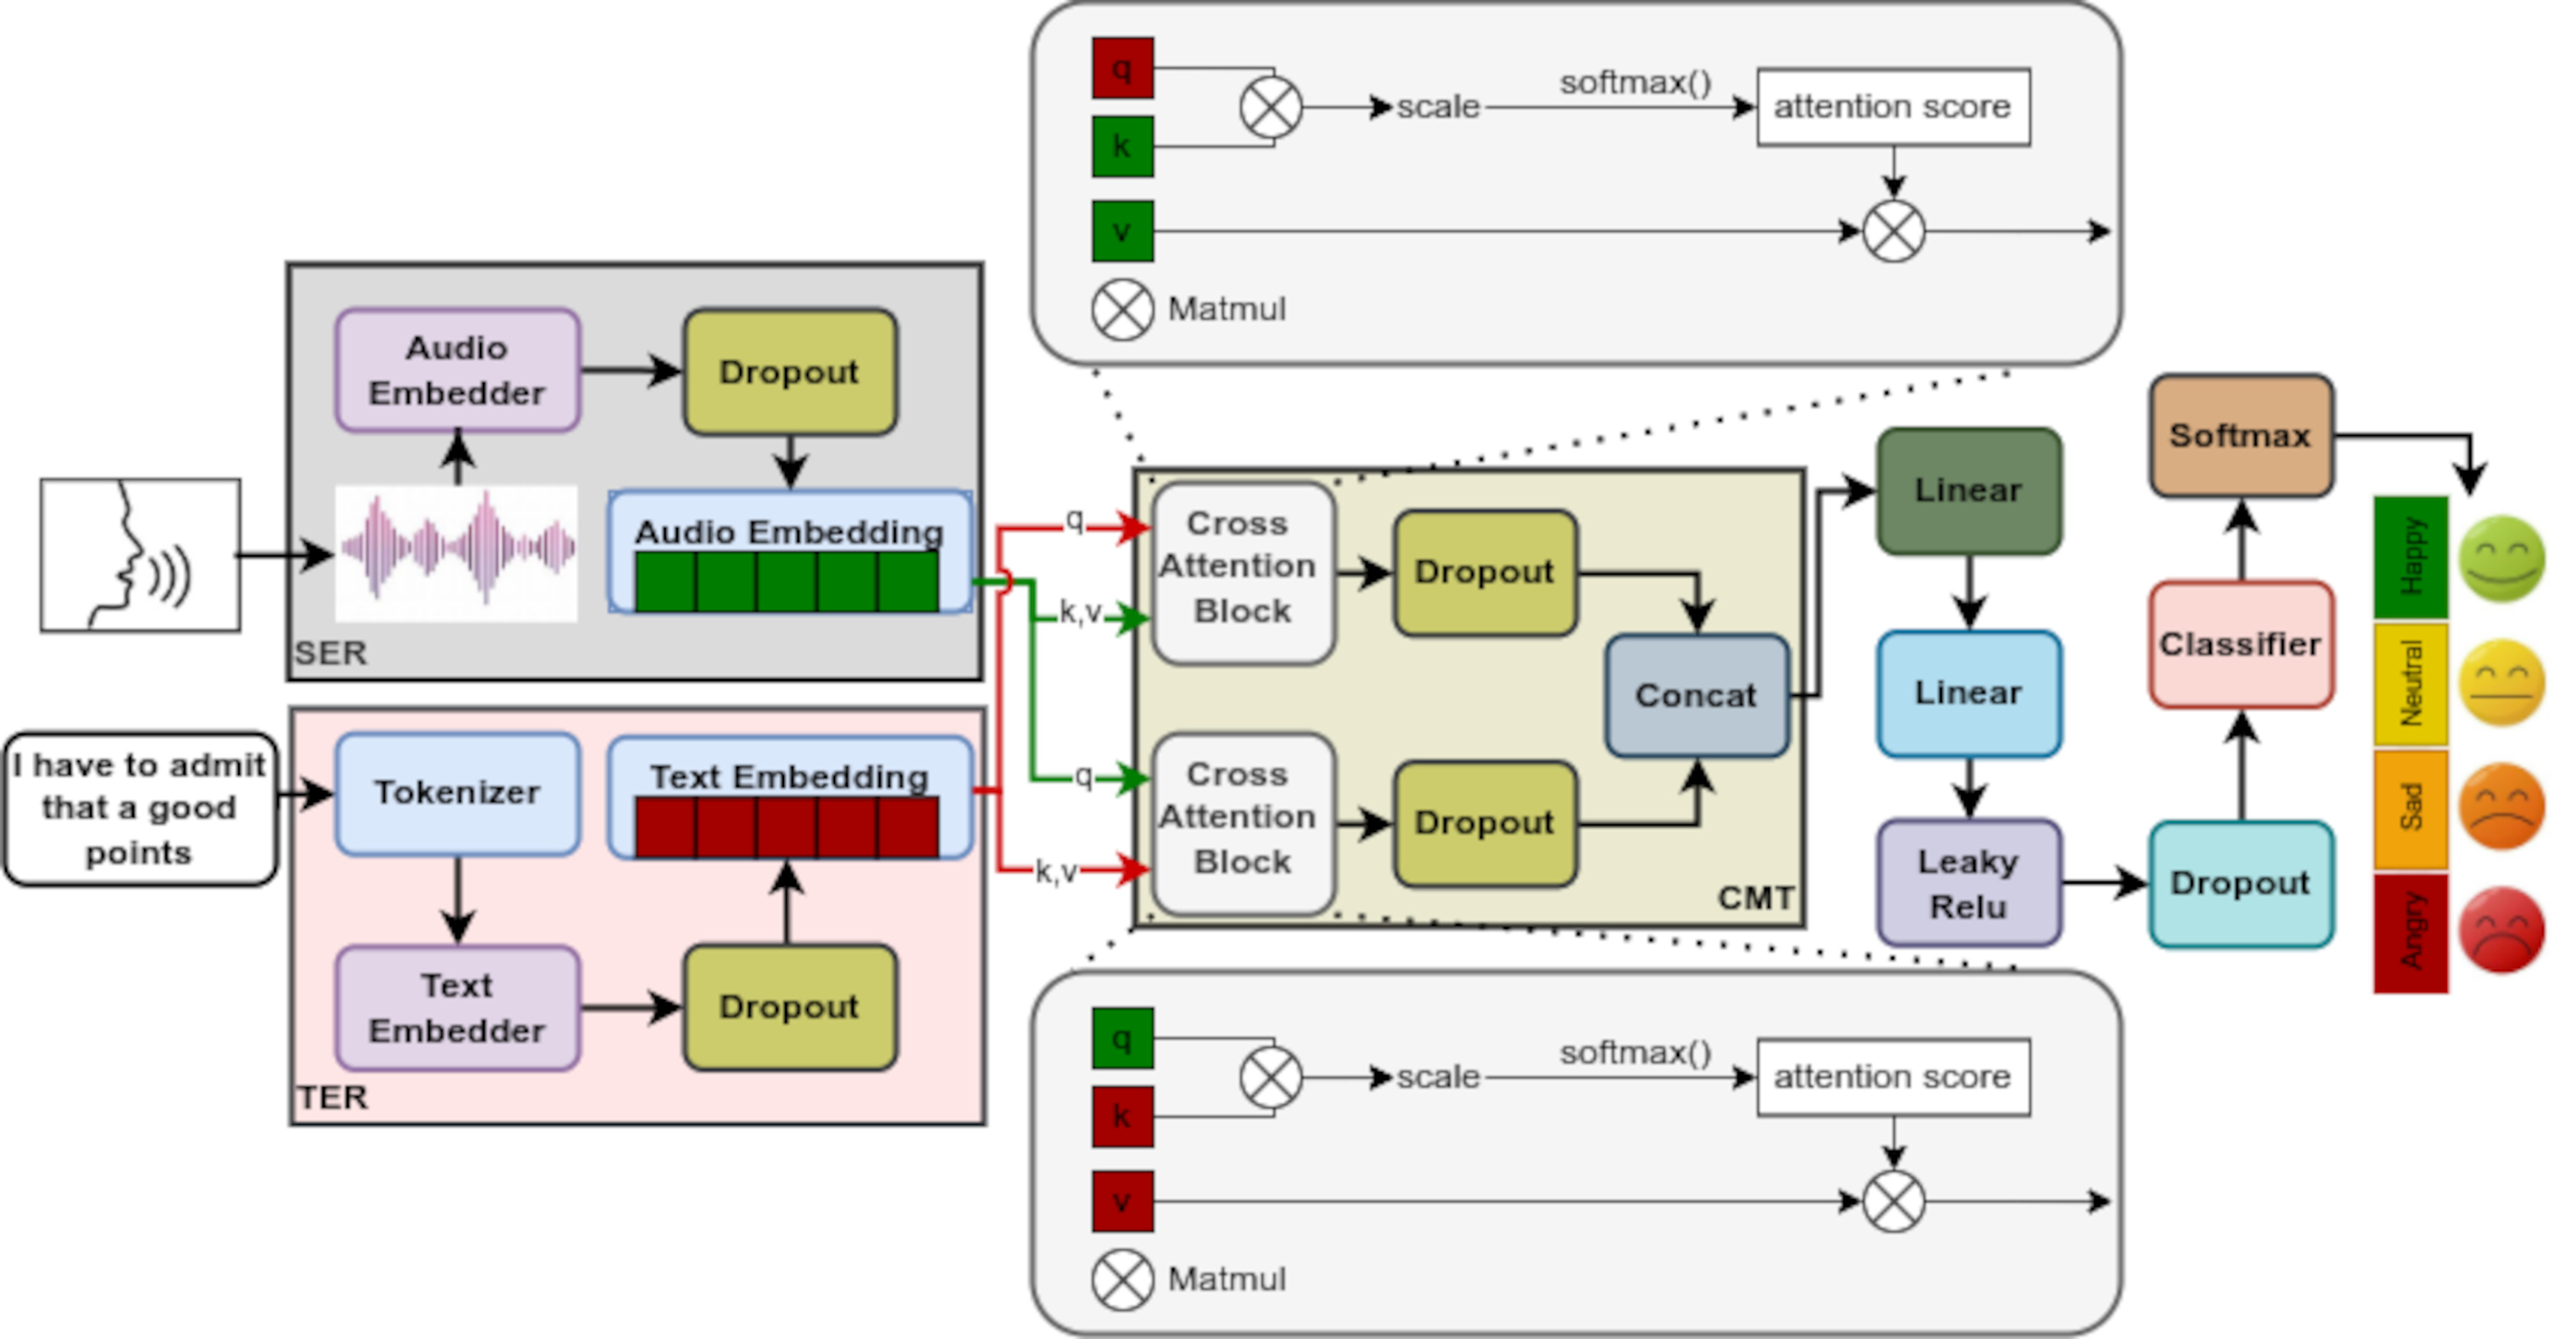 q
k
v
softmax()
scale
attention score
Matmul
Audio
Embedder
Dropout
Audio Embedding
SER
I have to admit
that a good
points
Tokenizer
Text Embedding
Text
Embedder
Dropout
TER
q
k,v
q
k,v
Cross
Attention
Block
Dropout
Cross
Attention
Block
Dropout
Concat
CMT
Linear
Linear
Leaky
Relu
Dropout
Classifier
Softmax
Happy
Neutral
Sad
Angry
q
k
v
softmax()
scale
attention score
Matmul